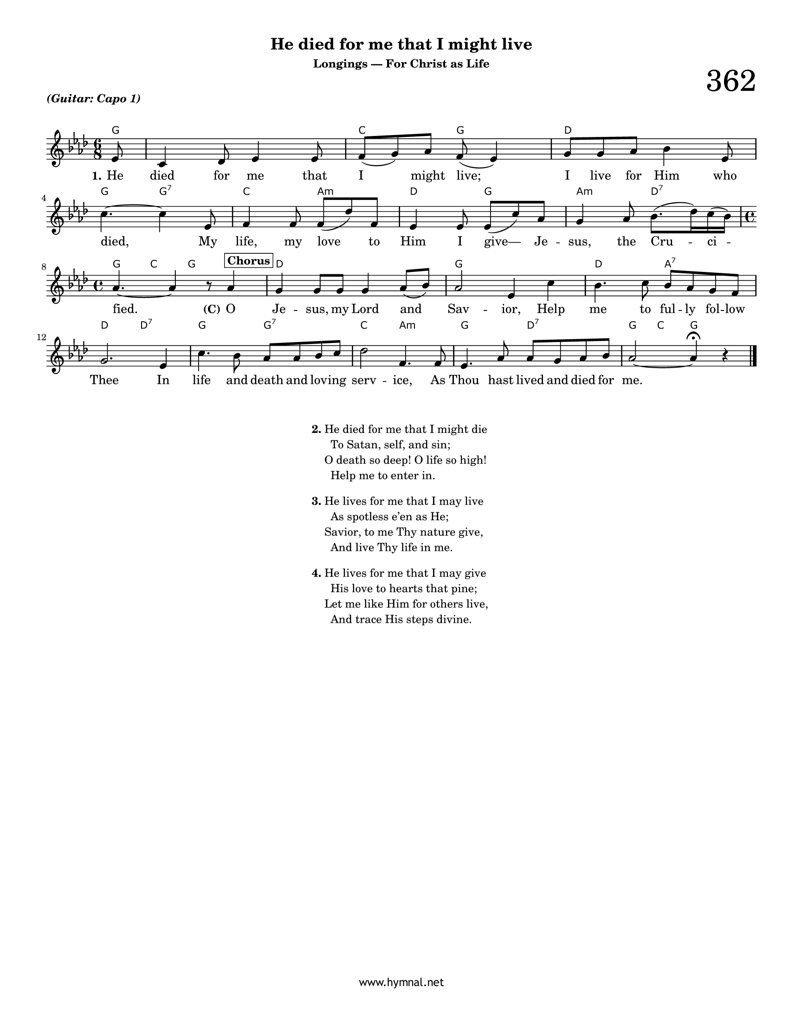 He died for me that I might live
Longings — For Christ as Life
362
(Guitar: Capo 1)
G C G D
6 8
1. He died for me that I might live; I live for Him who
4
G G7 C Am D G Am D7
died, My life, my love to Him I give— Je - sus, the Cru - ci -
8
G C G Chorus D G D A7
fied. (C) O Je - sus, my Lord and Sav - ior, Help me to ful - ly fol-low
12
D D7 G G7 C Am G D7 G C G
Thee In life and death and loving serv - ice, As Thou hast lived and died for me.
2. He died for me that I might die
To Satan, self, and sin;
O death so deep! O life so high!
Help me to enter in.
3. He lives for me that I may live
As spotless e'en as He;
Savior, to me Thy nature give,
And live Thy life in me.
4. He lives for me that I may give
His love to hearts that pine;
Let me like Him for others live,
And trace His steps divine.
www.hymnal.net